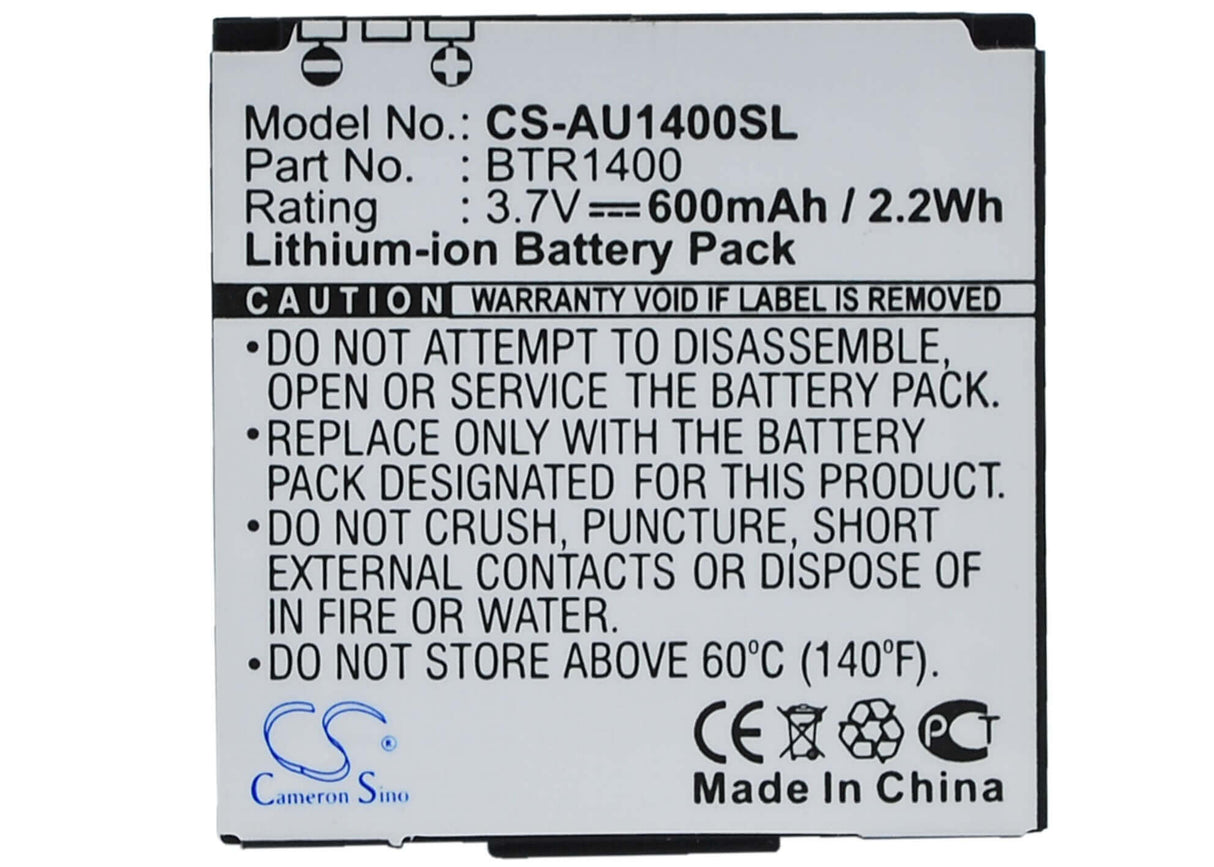 Model No.: CS-AU1400SL
Part No. : BTR1400
Rating : 3.7V⎓600mAh / 2.2Wh
Lithium-ion Battery Pack
CAUTION WARRANTY VOID IF LABEL IS REMOVED
•DO NOT ATTEMPT TO DISASSEMBLE,
OPEN OR SERVICE THE BATTERY PACK.
•REPLACE ONLY WITH THE BATTERY
PACK DESIGNATED FOR THIS PRODUCT.
•DO NOT CRUSH, PUNCTURE, SHORT
EXTERNAL CONTACTS OR DISPOSE OF
IN FIRE OR WATER.
•DO NOT STORE ABOVE 60°C (140°F).
CS ®
Cameron Sino
CE PCT
Made In China